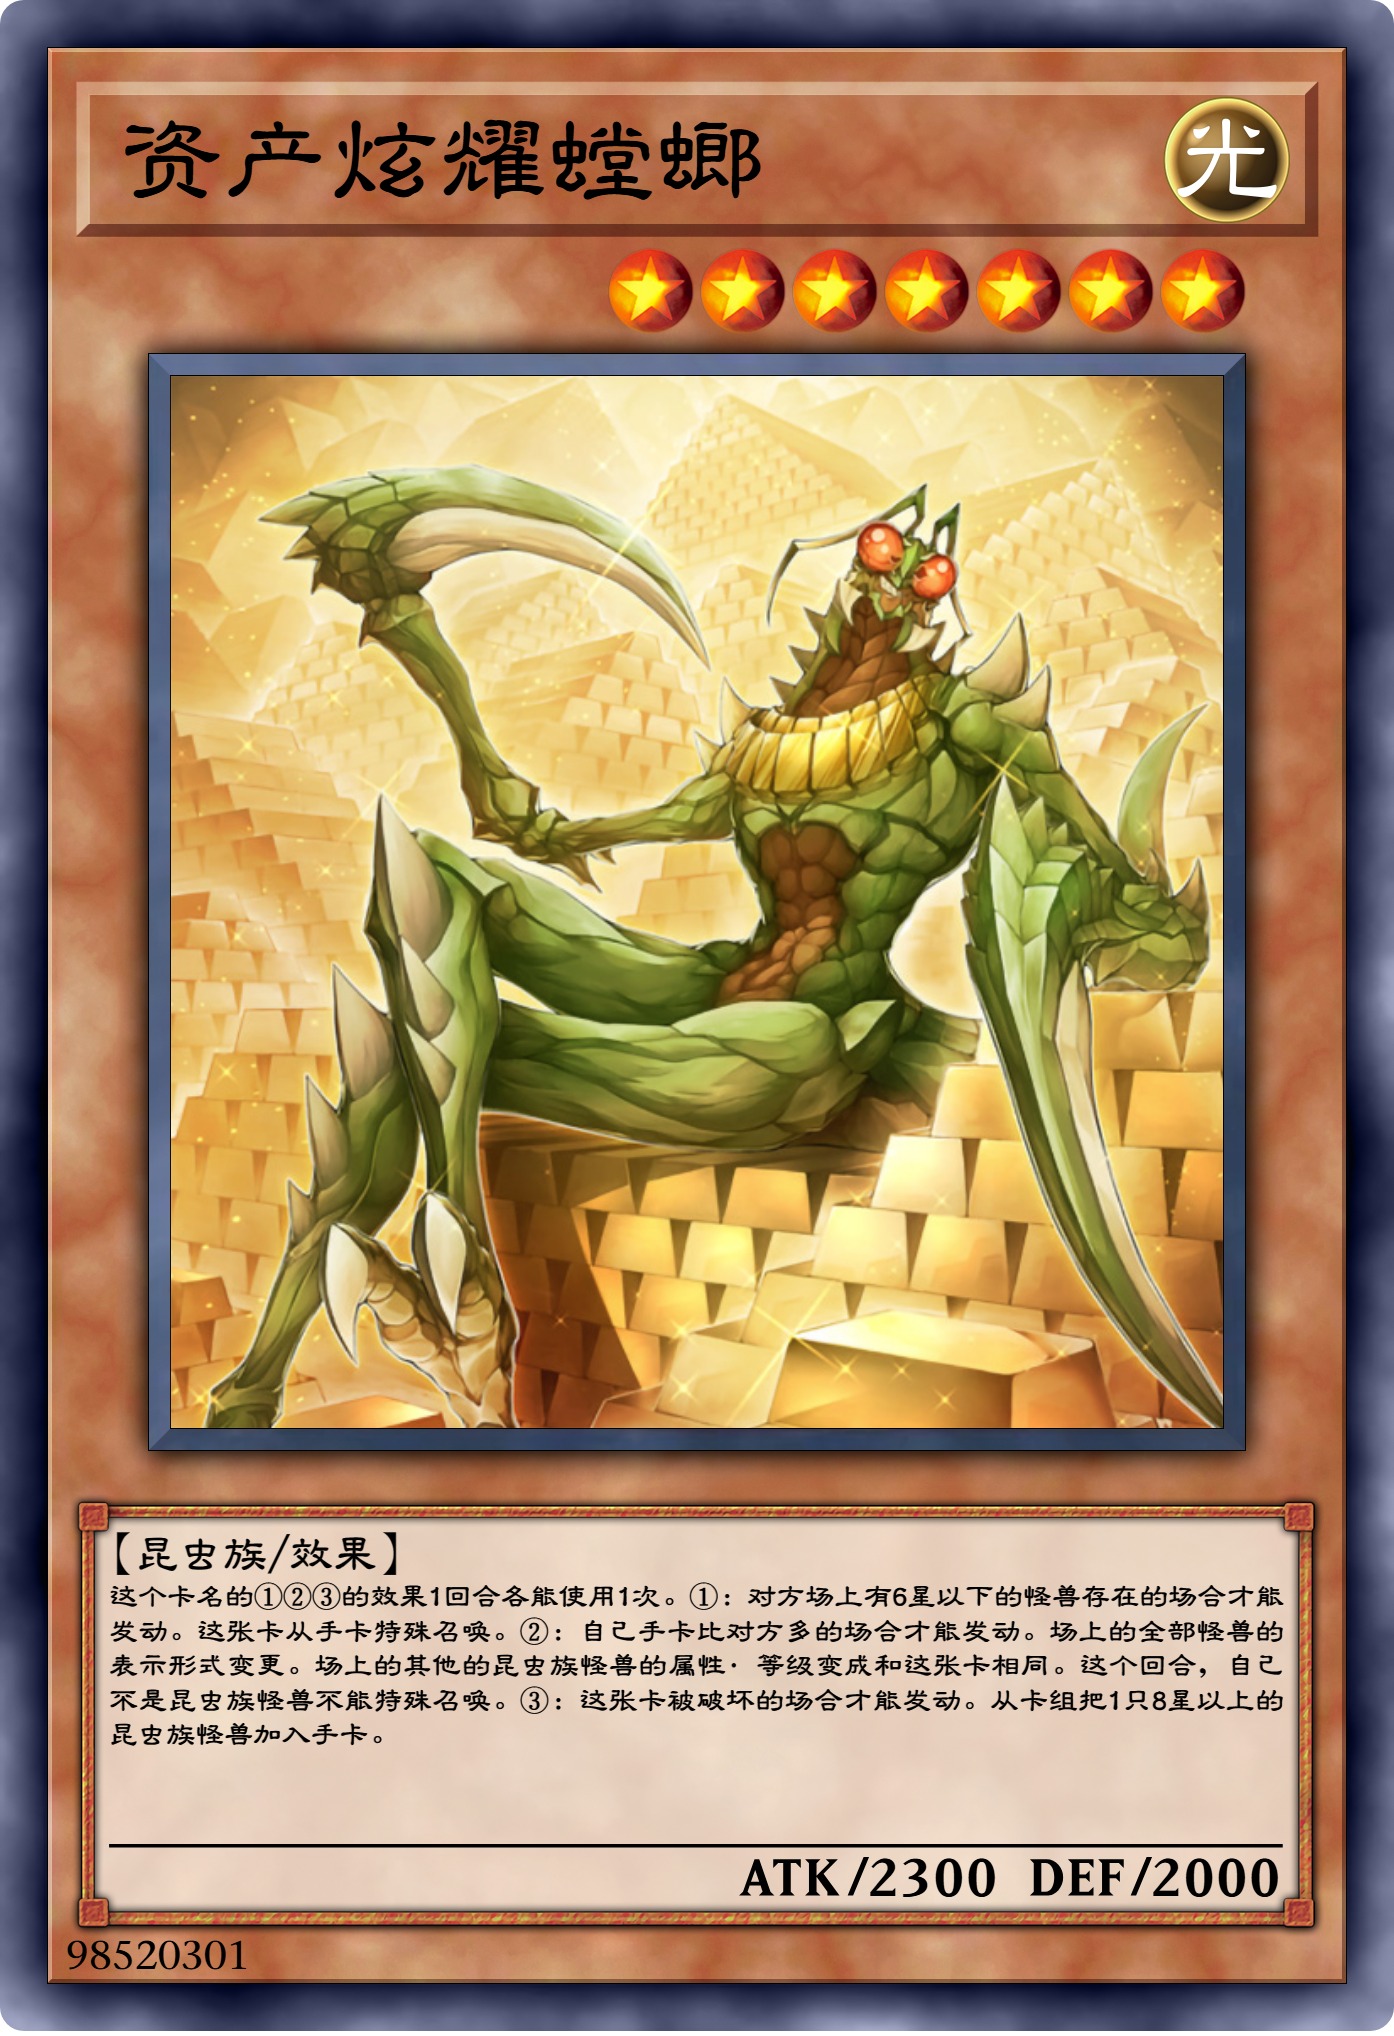 资产炫耀螳螂
光
【昆虫族/效果】
这个卡名的①②③的效果1回合各能使用1次。①：对方场上有6星以下的怪兽存在的场合才能
发动。这张卡从手卡特殊召唤。②：自己手卡比对方多的场合才能发动。场上的全部怪兽的
表示形式变更。场上的其他的昆虫族怪兽的属性·等级变成和这张卡相同。这个回合，自己
不是昆虫族怪兽不能特殊召唤。③：这张卡被破坏的场合才能发动。从卡组把1只8星以上的
昆虫族怪兽加入手卡。
ATK/2300 DEF/2000
98520301